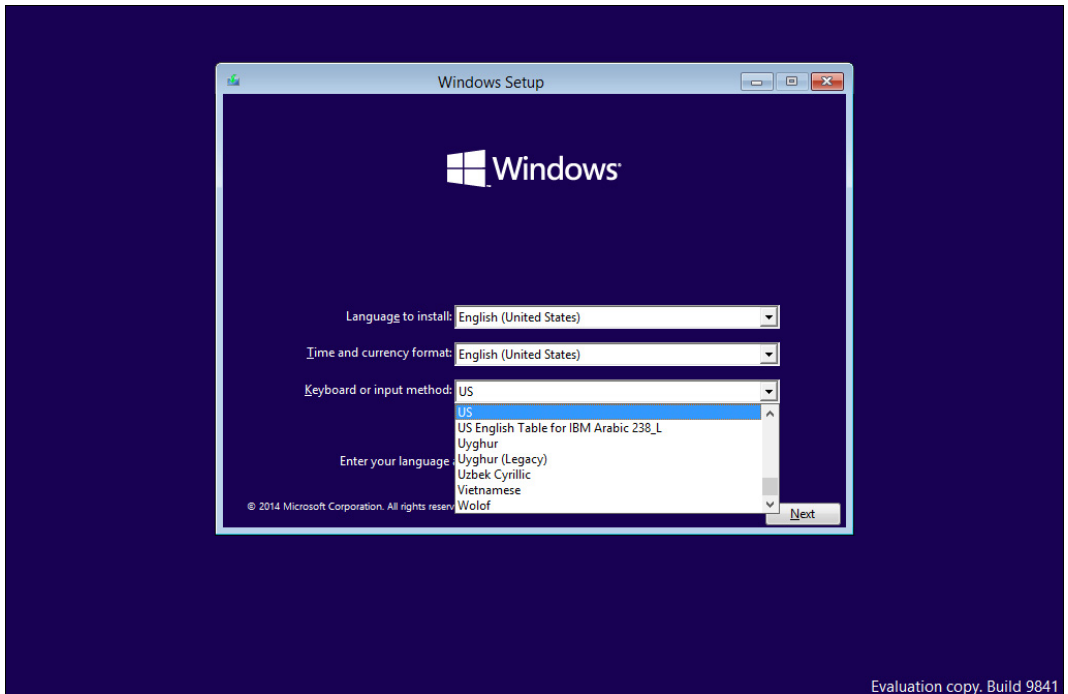 Windows Setup
Windows
Language to install: English (United States)
Time and currency format: English (United States)
Keyboard or input method: US
US
US English Table for IBM Arabic 238_L
Uyghur
Uyghur (Legacy)
Enter your language
Uzbek Cyrillic
Vietnamese
Wolof
© 2014 Microsoft Corporation. All rights reserv
Next
Evaluation copy. Build 9841